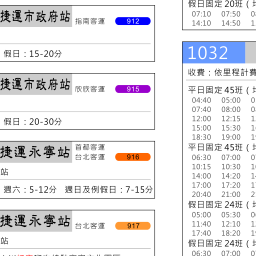 捷運市政府站 指南客運 912
假日：15-20分
捷運市政府站 欣欣客運 915
假日：20-30分
捷運永寧站 首都客運
台北客運 916
站
週六：5-12分 週日及例假日：7-15分
捷運永寧站 台北客運 917
站
假日固定20班（
07:10 07:50
14:10 14:50
1032
收費：依里程計費
平日固定45班（
04:40 05:00
07:40 08:00
12:00 12:15
15:00 15:30
18:30 19:00
平日固定45班（
06:30 07:00
10:15 10:30
14:00 14:20
17:00 17:20
20:40 21:00
假日固定24班（
05:00 05:30
11:40 12:10
17:40 18:20
假日固定24班（
06:30 07:00